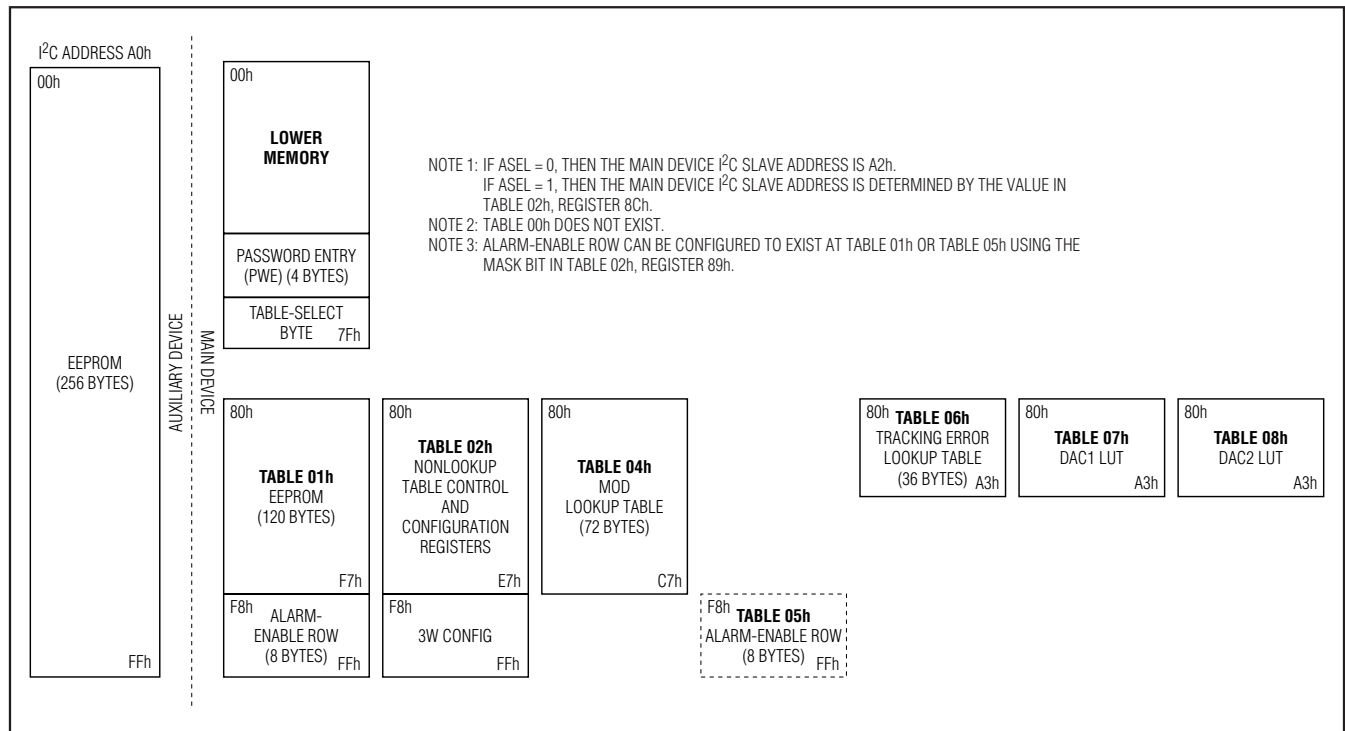 I2C ADDRESS A0h
00h
EEPROM
(256 BYTES)
FFh
AUXILIARY DEVICE
MAIN DEVICE
00h
LOWER
MEMORY
PASSWORD ENTRY
(PWE) (4 BYTES)
TABLE-SELECT
BYTE 7Fh
NOTE 1: IF ASEL = 0, THEN THE MAIN DEVICE I2C SLAVE ADDRESS IS A2h.
IF ASEL = 1, THEN THE MAIN DEVICE I2C SLAVE ADDRESS IS DETERMINED BY THE VALUE IN
TABLE 02h, REGISTER 8Ch.
NOTE 2: TABLE 00h DOES NOT EXIST.
NOTE 3: ALARM-ENABLE ROW CAN BE CONFIGURED TO EXIST AT TABLE 01h OR TABLE 05h USING THE
MASK BIT IN TABLE 02h, REGISTER 89h.
80h
TABLE 01h
EEPROM
(120 BYTES)
F7h
F8h
ALARM-
ENABLE ROW
(8 BYTES) FFh
80h
TABLE 02h
NONLOOKUP
TABLE CONTROL
AND
CONFIGURATION
REGISTERS
E7h
F8h
3W CONFIG
FFh
80h
TABLE 04h
MOD
LOOKUP TABLE
(72 BYTES)
C7h
F8h TABLE 05h
ALARM-ENABLE ROW
(8 BYTES) FFh
80h TABLE 06h
TRACKING ERROR
LOOKUP TABLE
(36 BYTES) A3h
80h
TABLE 07h
DAC1 LUT
A3h
80h
TABLE 08h
DAC2 LUT
A3h